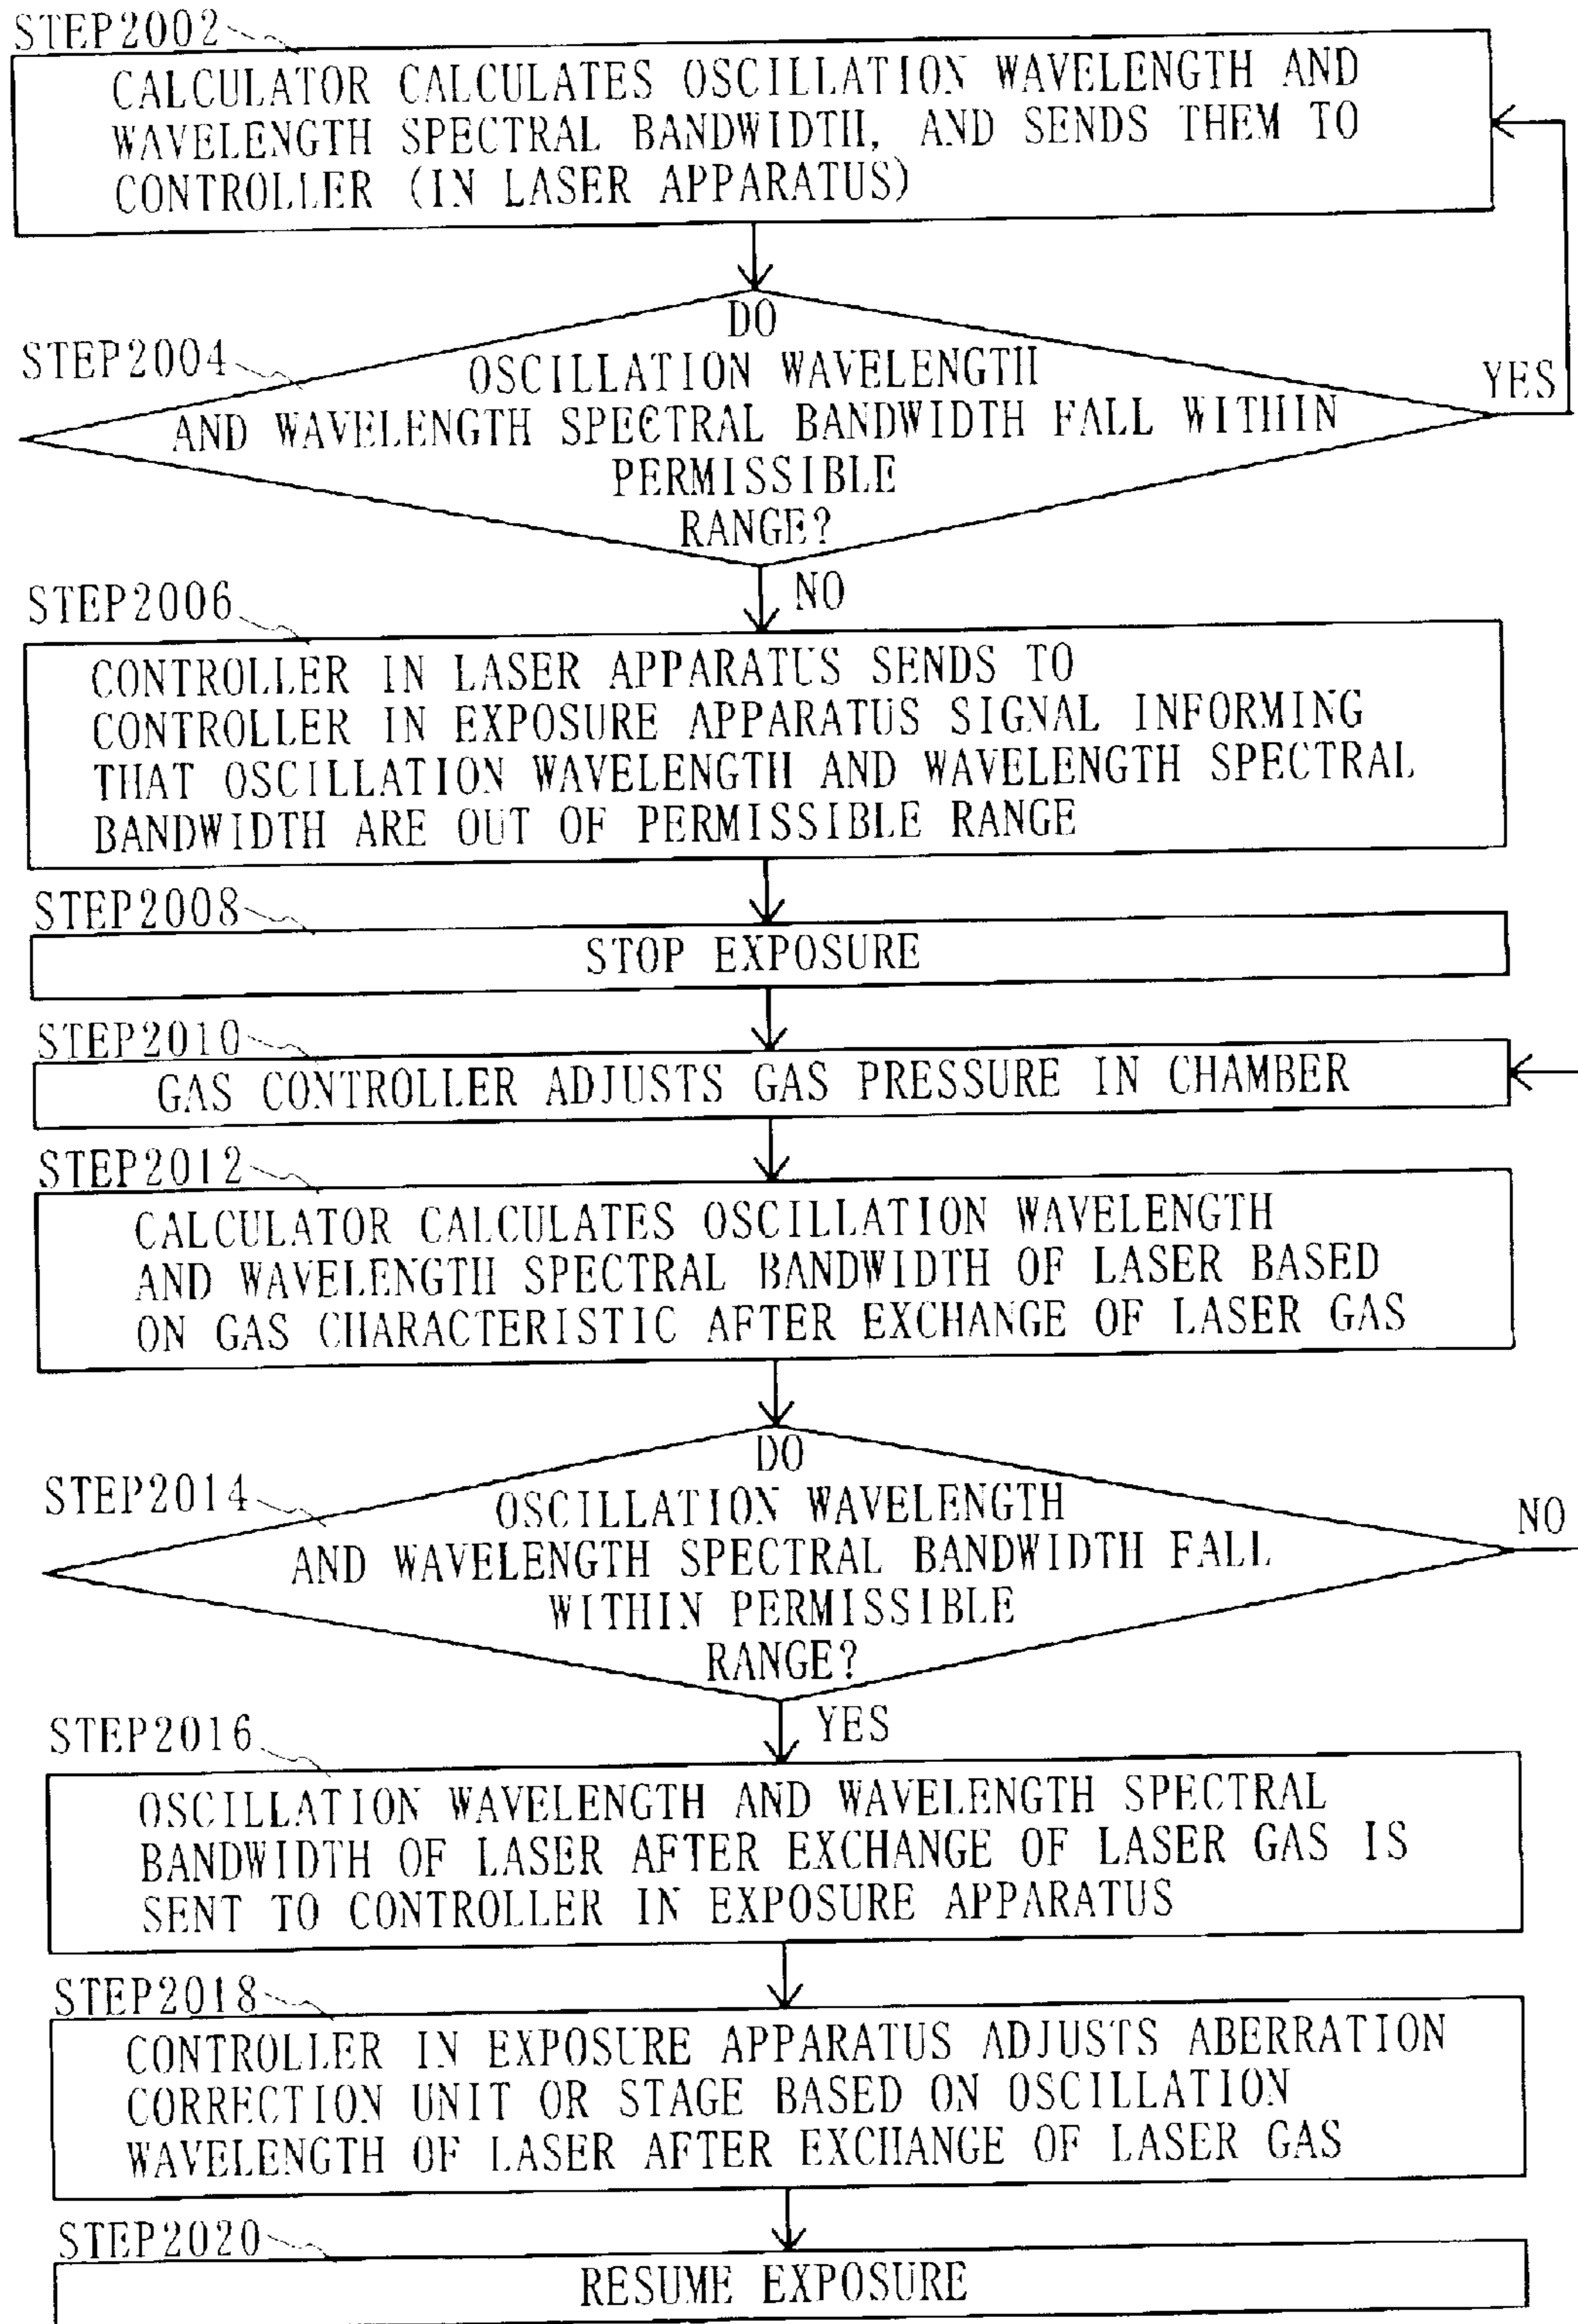 STEP2002
CALCULATOR CALCULATES OSCILLATION WAVELENGTH AND
WAVELENGTH SPECTRAL BANDWIDTH, AND SENDS THEM TO
CONTROLLER (IN LASER APPARATUS)
STEP2004
DO
OSCILLATION WAVELENGTH
AND WAVELENGTH SPECTRAL BANDWIDTH FALL WITHIN
PERMISSIBLE
RANGE?
YES
NO
STEP2006
CONTROLLER IN LASER APPARATUS SENDS TO
CONTROLLER IN EXPOSURE APPARATUS SIGNAL INFORMING
THAT OSCILLATION WAVELENGTH AND WAVELENGTH SPECTRAL
BANDWIDTH ARE OUT OF PERMISSIBLE RANGE
STEP2008
STOP EXPOSURE
STEP2010
GAS CONTROLLER ADJUSTS GAS PRESSURE IN CHAMBER
STEP2012
CALCULATOR CALCULATES OSCILLATION WAVELENGTH
AND WAVELENGTH SPECTRAL BANDWIDTH OF LASER BASED
ON GAS CHARACTERISTIC AFTER EXCHANGE OF LASER GAS
STEP2014
DO
OSCILLATION WAVELENGTH
AND WAVELENGTH SPECTRAL BANDWIDTH FALL
WITHIN PERMISSIBLE
RANGE?
NO
YES
STEP2016
OSCILLATION WAVELENGTH AND WAVELENGTH SPECTRAL
BANDWIDTH OF LASER AFTER EXCHANGE OF LASER GAS IS
SENT TO CONTROLLER IN EXPOSURE APPARATUS
STEP2018
CONTROLLER IN EXPOSURE APPARATUS ADJUSTS ABERRATION
CORRECTION UNIT OR STAGE BASED ON OSCILLATION
WAVELENGTH OF LASER AFTER EXCHANGE OF LASER GAS
STEP2020
RESUME EXPOSURE